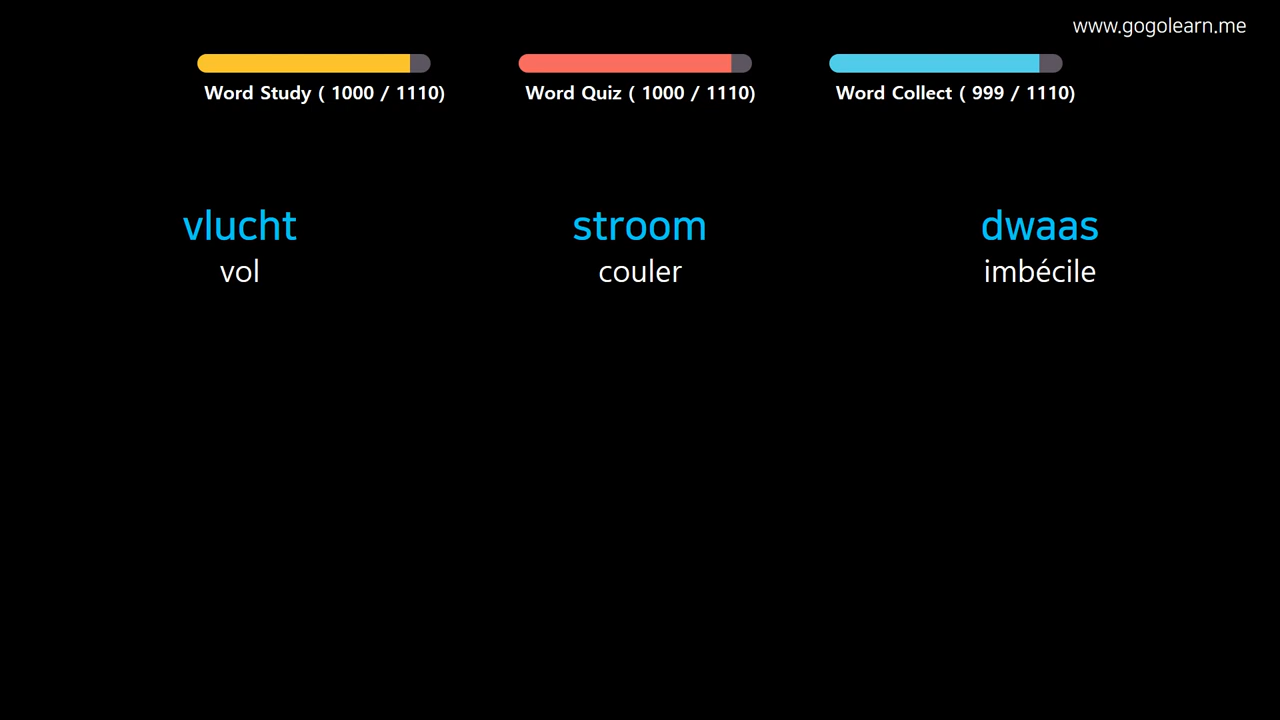 www.gogolearn.me
Word Study ( 1000 / 1110)
Word Quiz ( 1000 / 1110)
Word Collect ( 999 / 1110)
vlucht
vol
stroom
couler
dwaas
imbécile